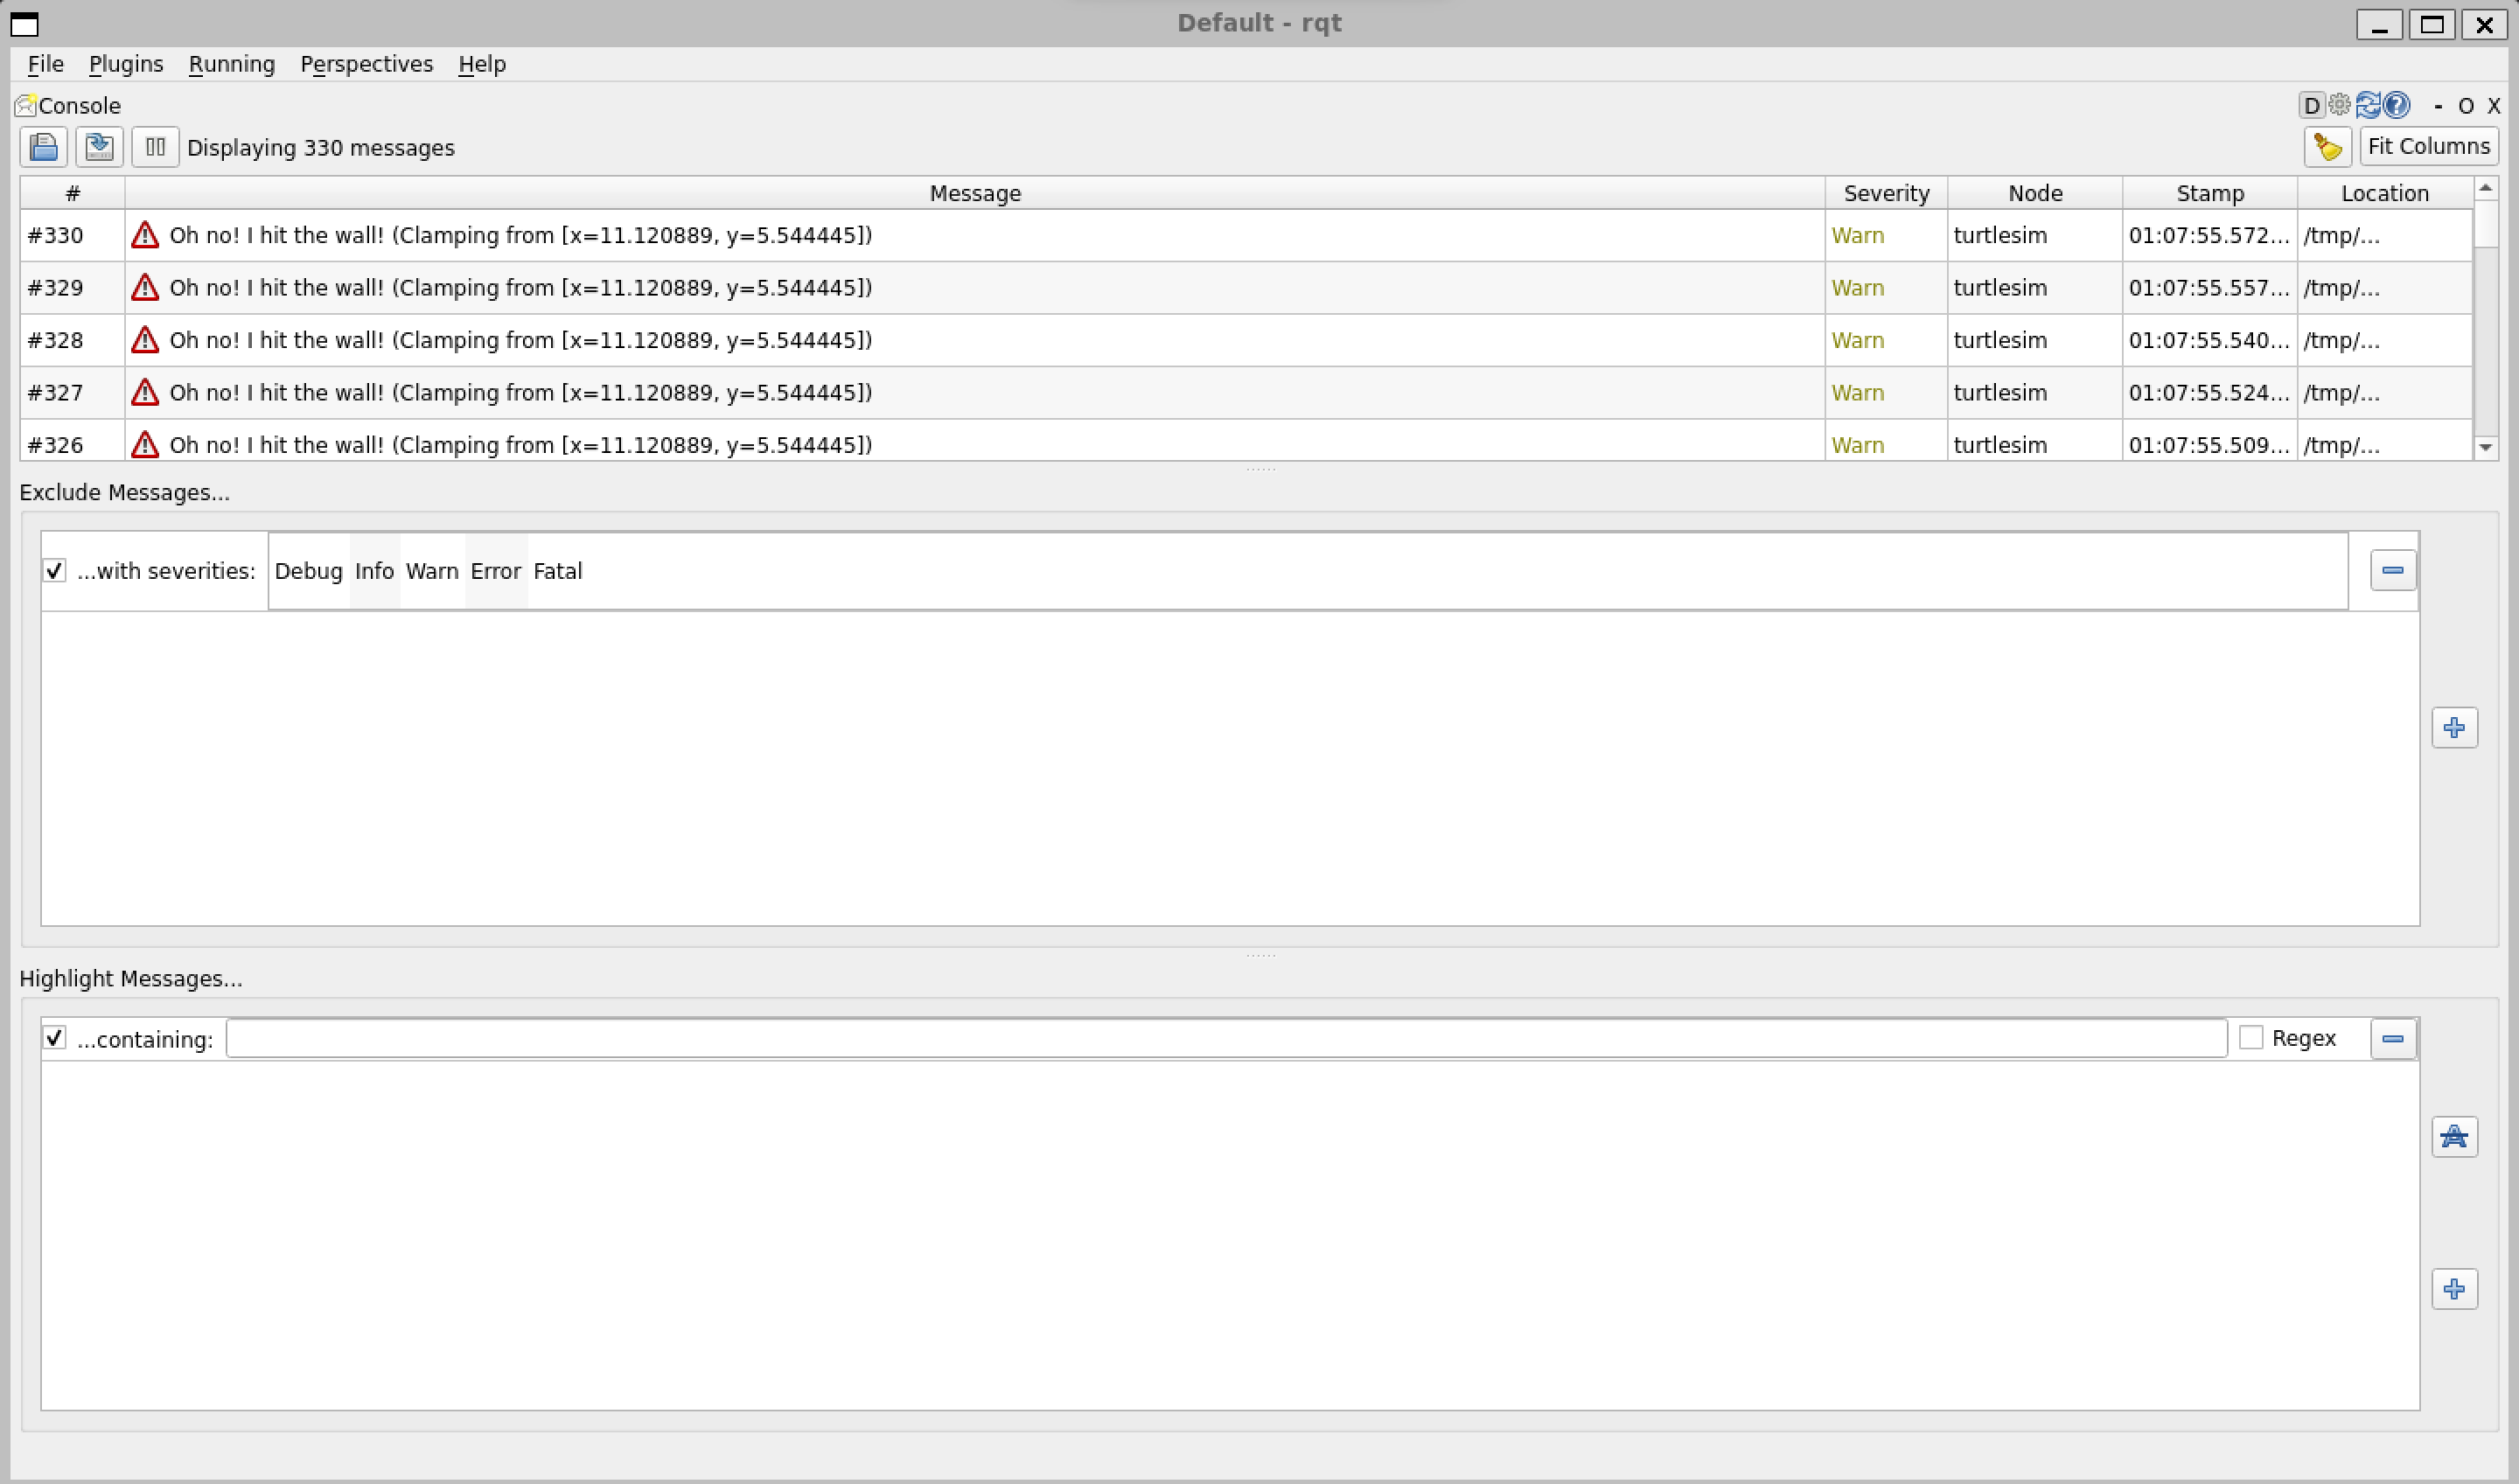 Default - rqt
File Plugins Running Perspectives Help
Console D - O X
Displaying 330 messages Fit Columns
# Message Severity Node Stamp Location
#330 Oh no! I hit the wall! (Clamping from [x=11.120889, y=5.544445]) Warn turtlesim 01:07:55.572... /tmp/...
#329 Oh no! I hit the wall! (Clamping from [x=11.120889, y=5.544445]) Warn turtlesim 01:07:55.557... /tmp/...
#328 Oh no! I hit the wall! (Clamping from [x=11.120889, y=5.544445]) Warn turtlesim 01:07:55.540... /tmp/...
#327 Oh no! I hit the wall! (Clamping from [x=11.120889, y=5.544445]) Warn turtlesim 01:07:55.524... /tmp/...
#326 Oh no! I hit the wall! (Clamping from [x=11.120889, y=5.544445]) Warn turtlesim 01:07:55.509... /tmp/...
Exclude Messages...
...with severities: Debug Info Warn Error Fatal
Highlight Messages...
...containing: Regex